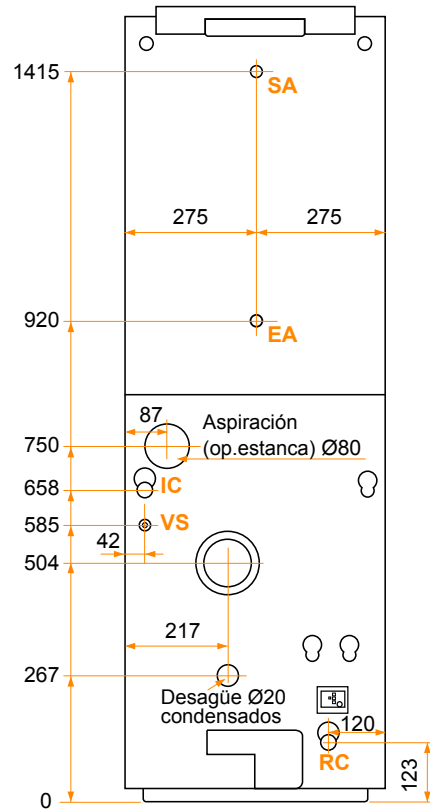 1415
SA
275
275
920
EA
87
Aspiración
(op.estanca) Ø80
750
658
IC
585
VS
42
504
217
267
Desagüe Ø20
condensados
120
RC
123
0